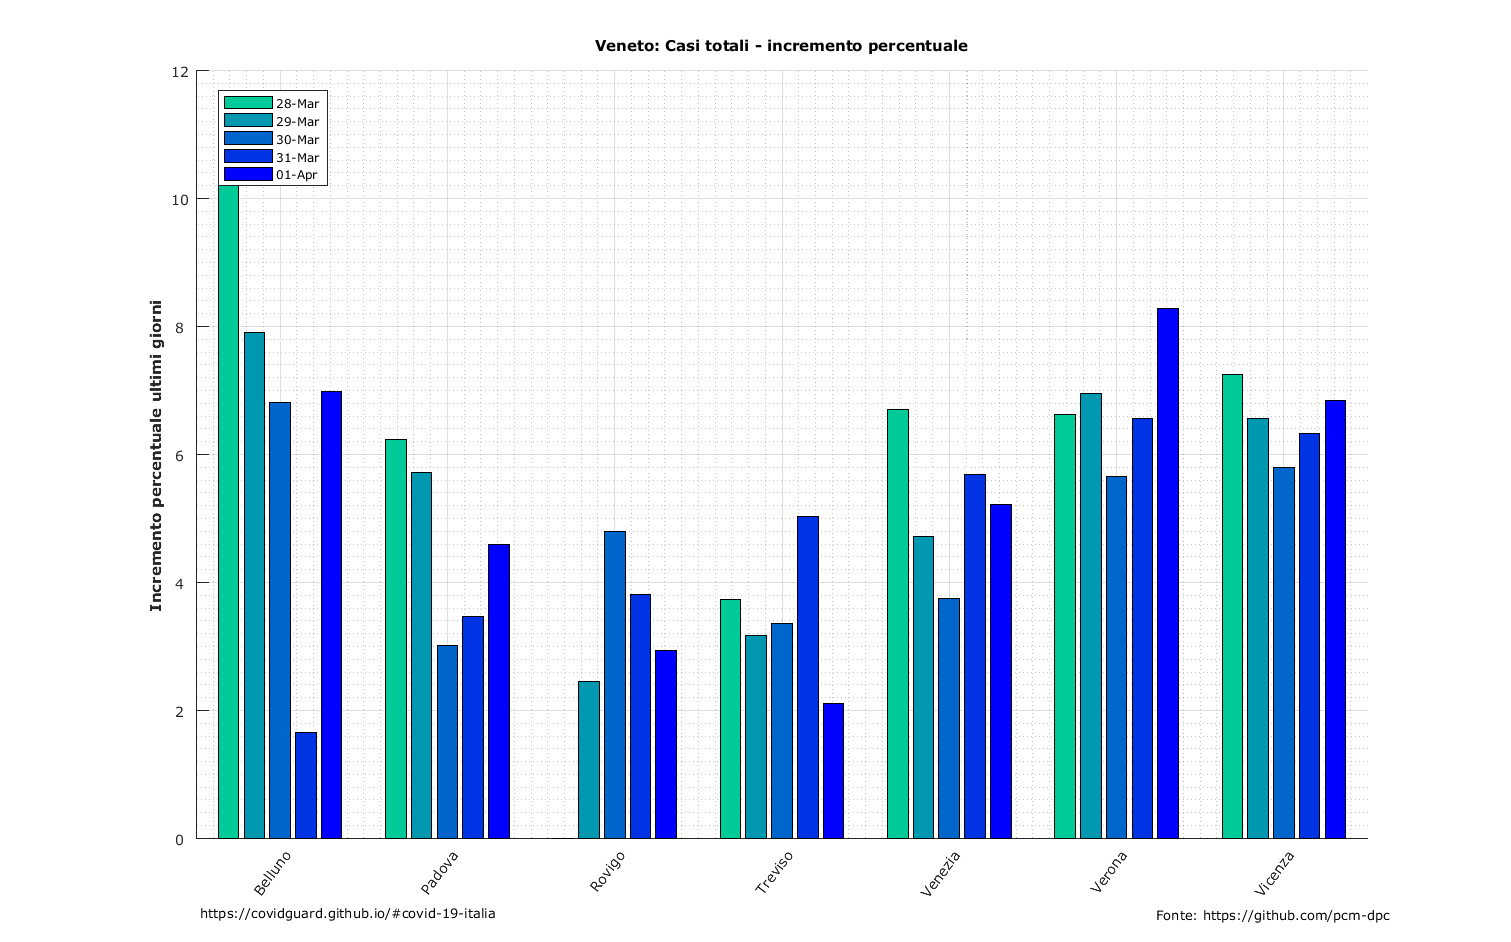 Veneto: Casi totali - incremento percentuale
Incremento percentuale ultimi giorni
12
10
8
6
4
2
0
28-Mar
29-Mar
30-Mar
31-Mar
01-Apr
Belluno
Padova
Rovigo
Treviso
Venezia
Verona
Vicenza
https://covidguard.github.io/#covid-19-italia
Fonte: https://github.com/pcm-dpc